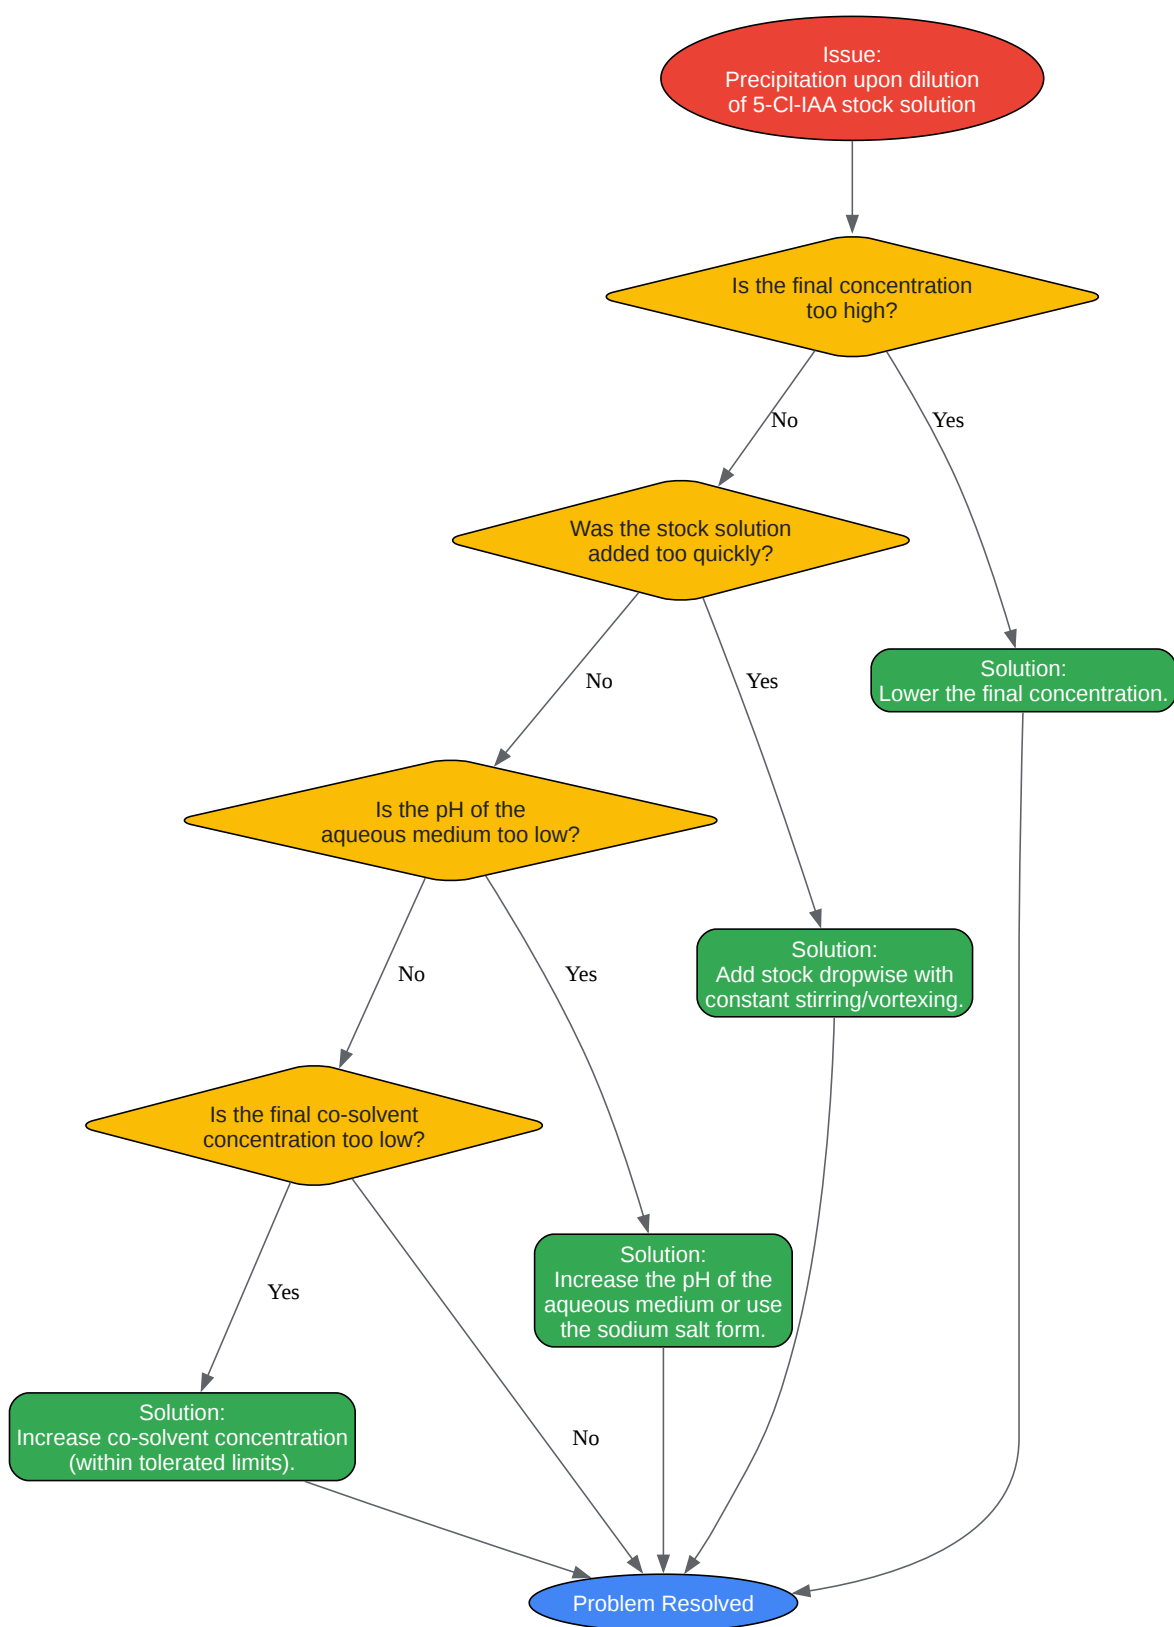 Issue:
Precipitation upon dilution
of 5-Cl-IAA stock solution
Is the final concentration
too high?
No
Yes
Was the stock solution
added too quickly?
No
Yes
Solution:
Lower the final concentration.
Is the pH of the
aqueous medium too low?
No
Yes
Solution:
Add stock dropwise with
constant stirring/vortexing.
Is the final co-solvent
concentration too low?
Yes
No
Solution:
Increase the pH of the
aqueous medium or use
the sodium salt form.
Solution:
Increase co-solvent concentration
(within tolerated limits).
Problem Resolved